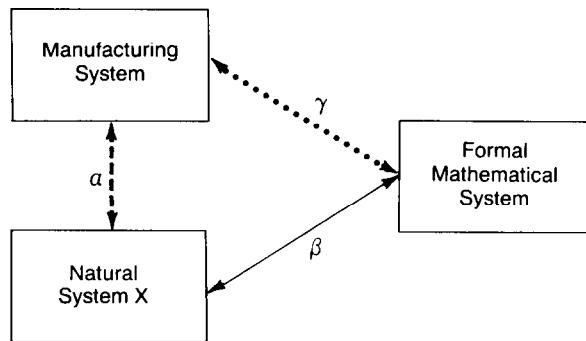 Manufacturing
System
γ
Formal
Mathematical
System
α
β
Natural
System X